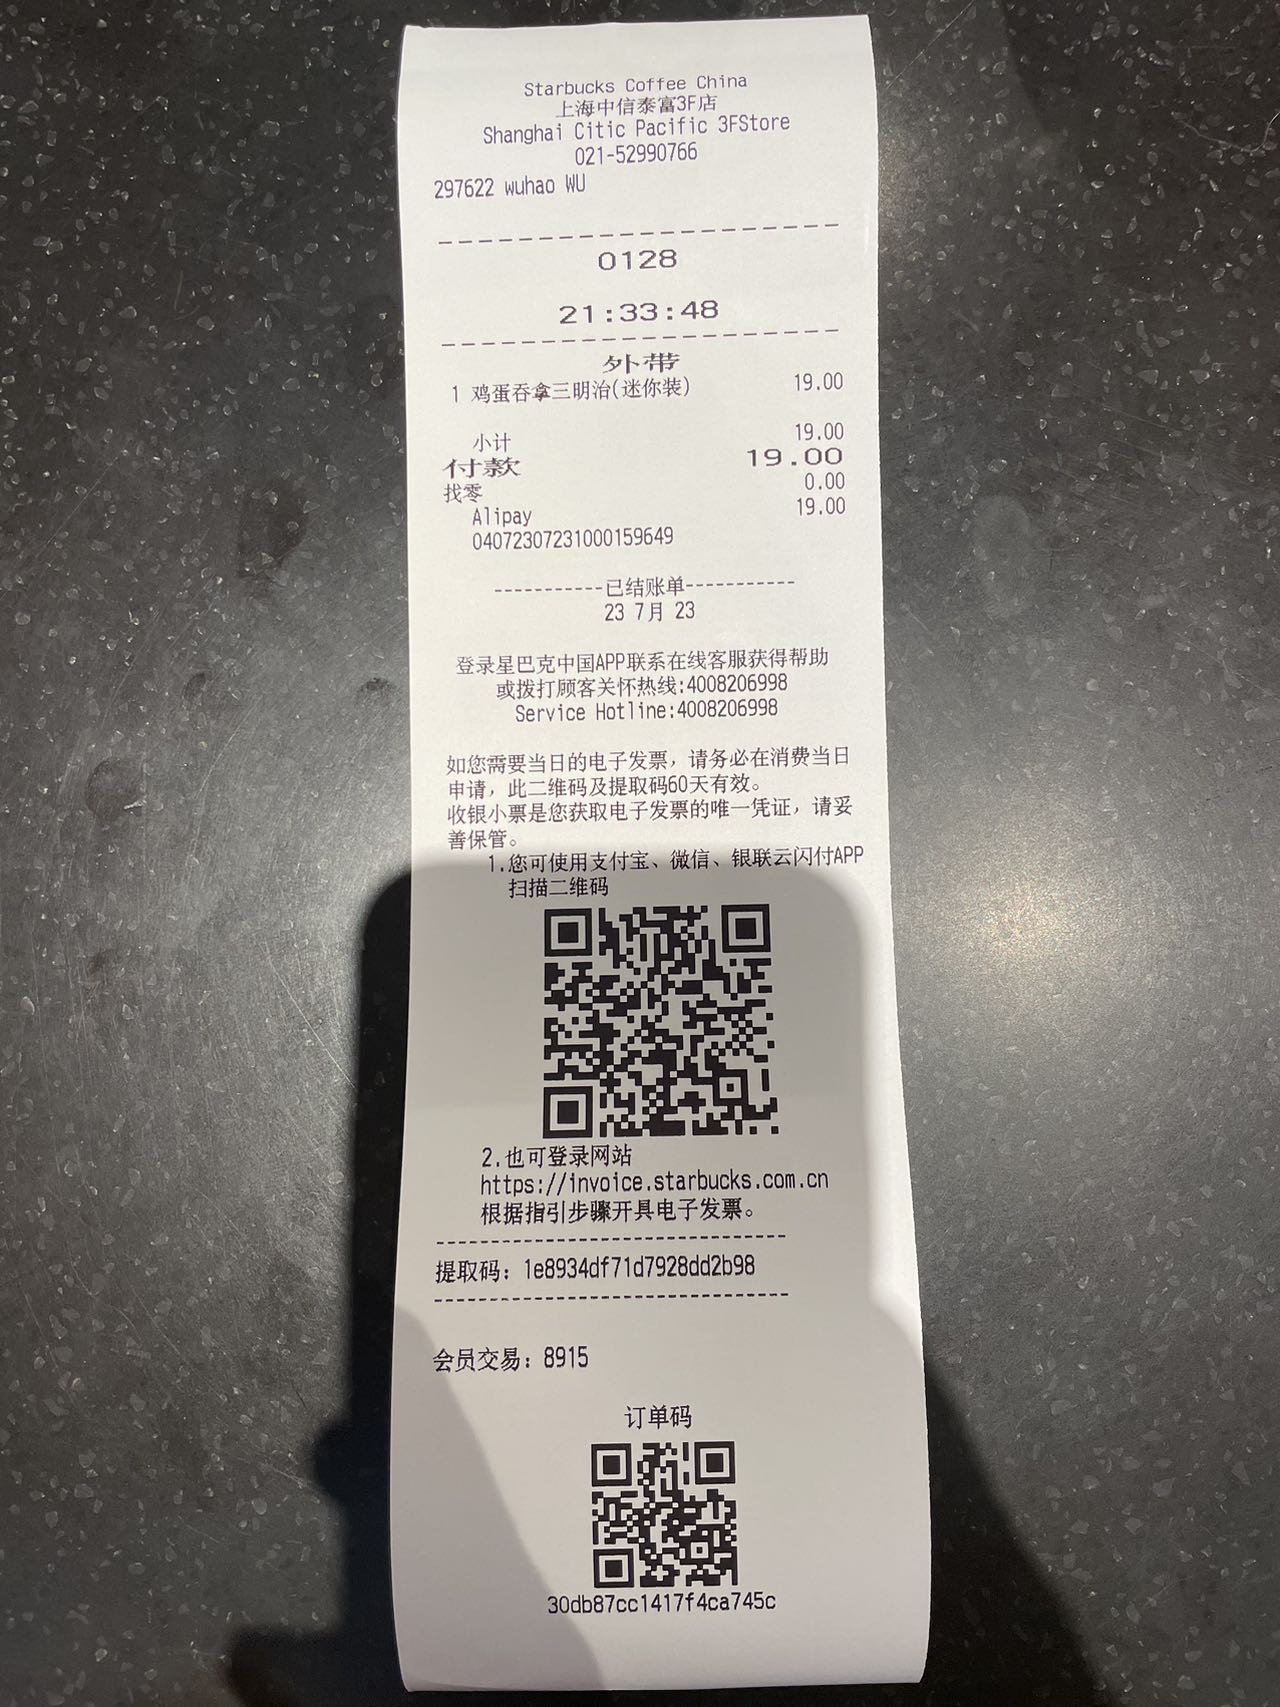 Starbucks Coffee China
上海中信泰富3F店
Shanghai Citic Pacific 3FStore
021-52990766
297622 wuhao WU
0128
21:33:48
外带
1 鸡蛋吞拿三明治(迷你装) 19.00
小计 19.00
付款 19.00
找零 0.00
Alipay 19.00
04072307231000159649
-----------已结账单-----------
23 7月 23
登录星巴克中国APP联系在线客服获得帮助
或拨打顾客关怀热线:4008206998
Service Hotline:4008206998
如您需要当日的电子发票，请务必在消费当日
申请，此二维码及提取码60天有效。
收银小票是您获取电子发票的唯一凭证，请妥
善保管。
1.您可使用支付宝、微信、银联云闪付APP
扫描二维码
2.也可登录网站
https://invoice.starbucks.com.cn
根据指引步骤开具电子发票。
提取码：1e8934df71d7928dd2b98
会员交易：8915
订单码
30db87cc1417f4ca745c